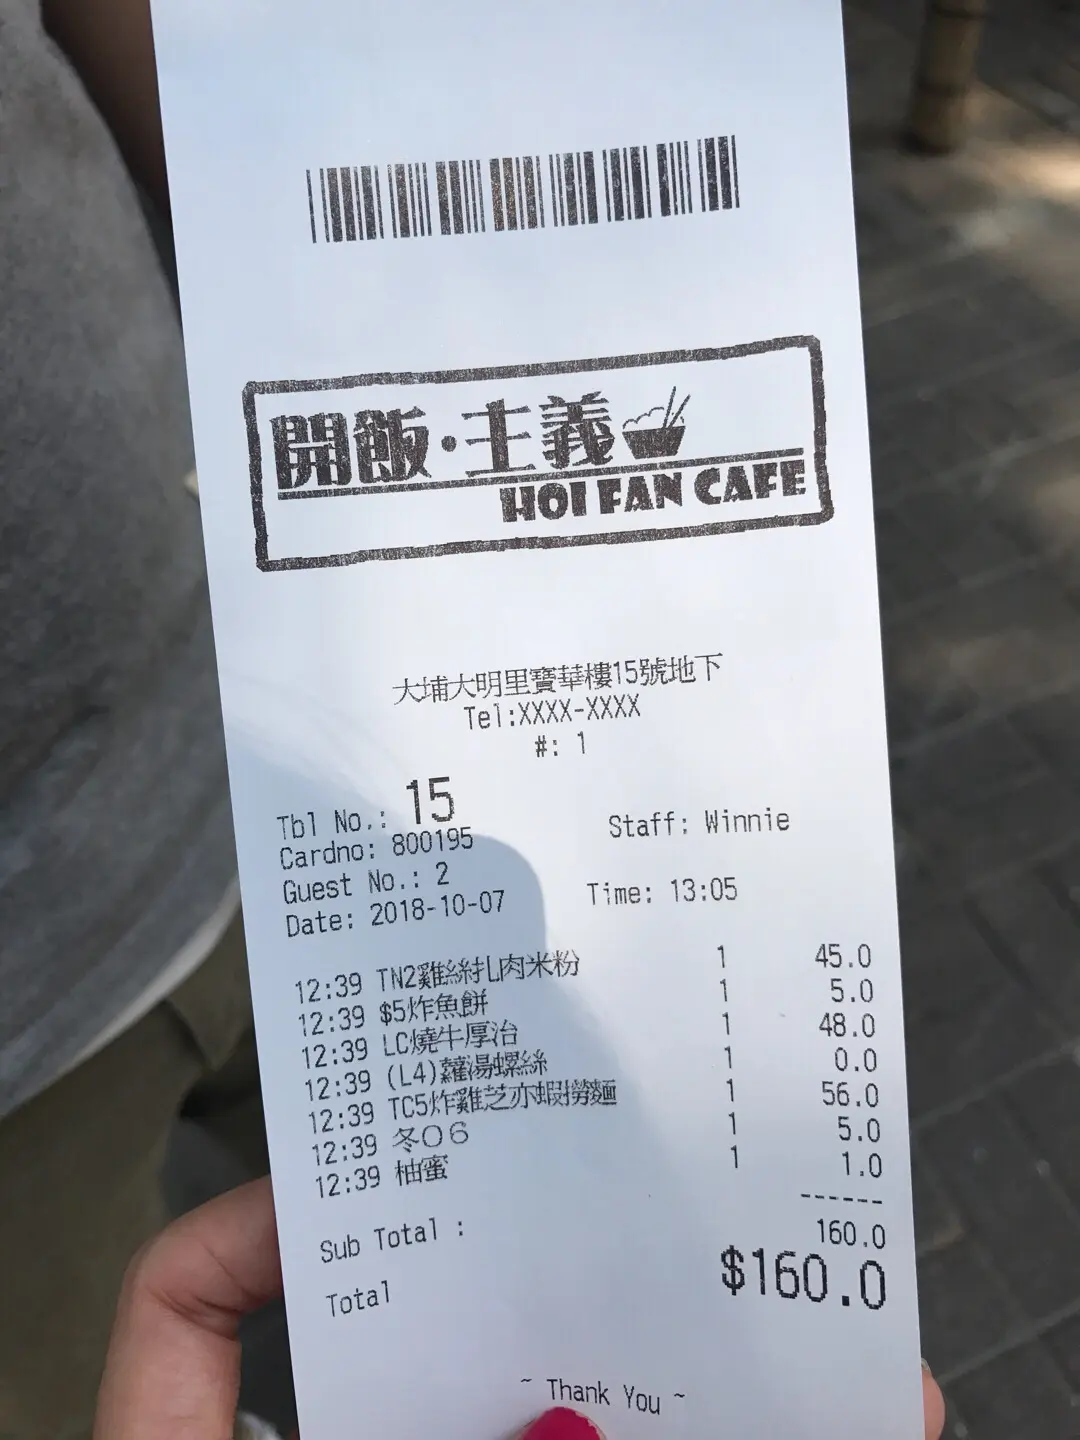 開飯·主義
HOI FAN CAFE
大埔大明里寶華樓15號地下
Tel:XXXX-XXXX
#: 1
Tbl No.: 15
Cardno: 800195 Staff: Winnie
Guest No.: 2
Date: 2018-10-07 Time: 13:05
12:39 TN2雞絲扎肉米粉 1 45.0
12:39 $5炸魚餅 1 5.0
12:39 LC燒牛厚治 1 48.0
12:39 (L4)蘿湯螺絲 1 0.0
12:39 TC5炸雞芝亦蝦撈麵 1 56.0
12:39 冬06 1 5.0
12:39 柚蜜 1 1.0
------
Sub Total : 160.0
Total $160.0
~ Thank You ~